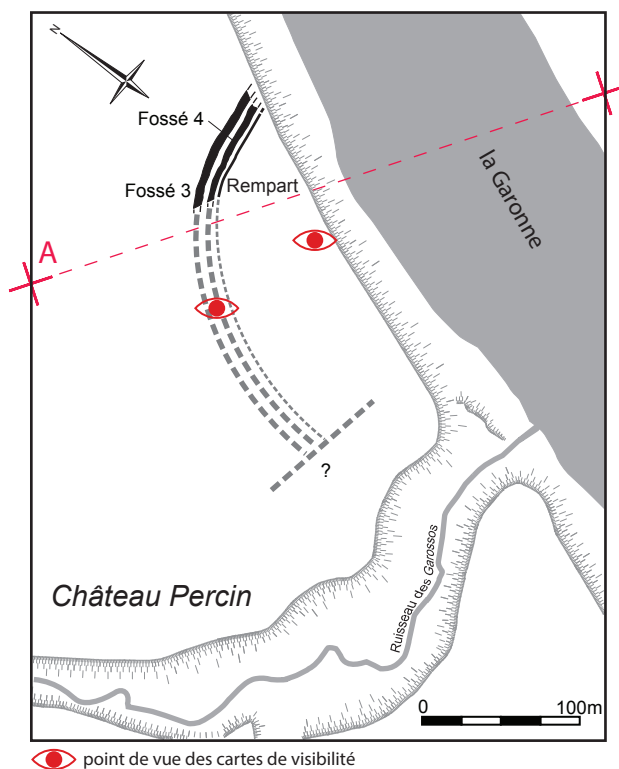 N
Fossé 4
Fossé 3
Rempart
la Garonne
A
?
Château Percin
Ruisseau des Garossos
0 100m
point de vue des cartes de visibilité